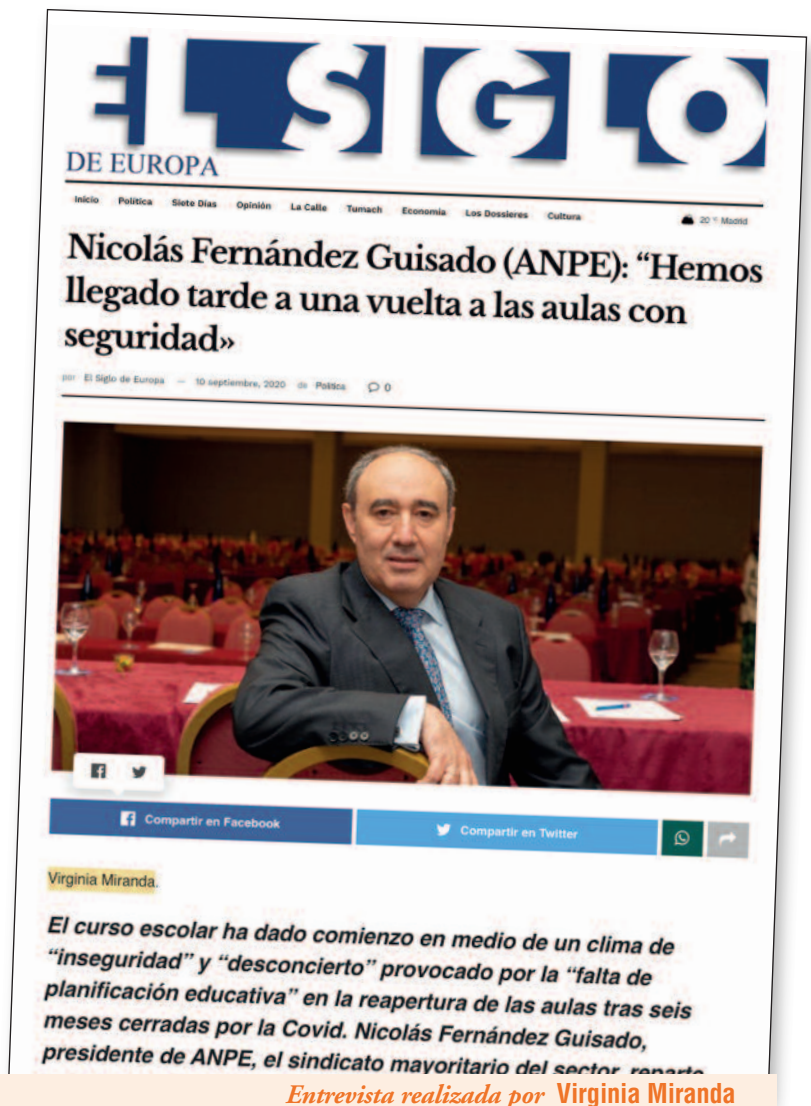 EL SIGLO
DE EUROPA
Inicio Política Siete Días Opinión La Calle Tumach Economía Los Dossieres Cultura 20 °C Madrid
Nicolás Fernández Guisado (ANPE): “Hemos
llegado tarde a una vuelta a las aulas con
seguridad»
por El Siglo de Europa — 10 septiembre, 2020 de Política 0
Compartir en Facebook Compartir en Twitter
Virginia Miranda.
El curso escolar ha dado comienzo en medio de un clima de
“inseguridad” y “desconcierto” provocado por la “falta de
planificación educativa” en la reapertura de las aulas tras seis
meses cerradas por la Covid. Nicolás Fernández Guisado,
presidente de ANPE, el sindicato mayoritario del sector, reparte
Entrevista realizada por Virginia Miranda